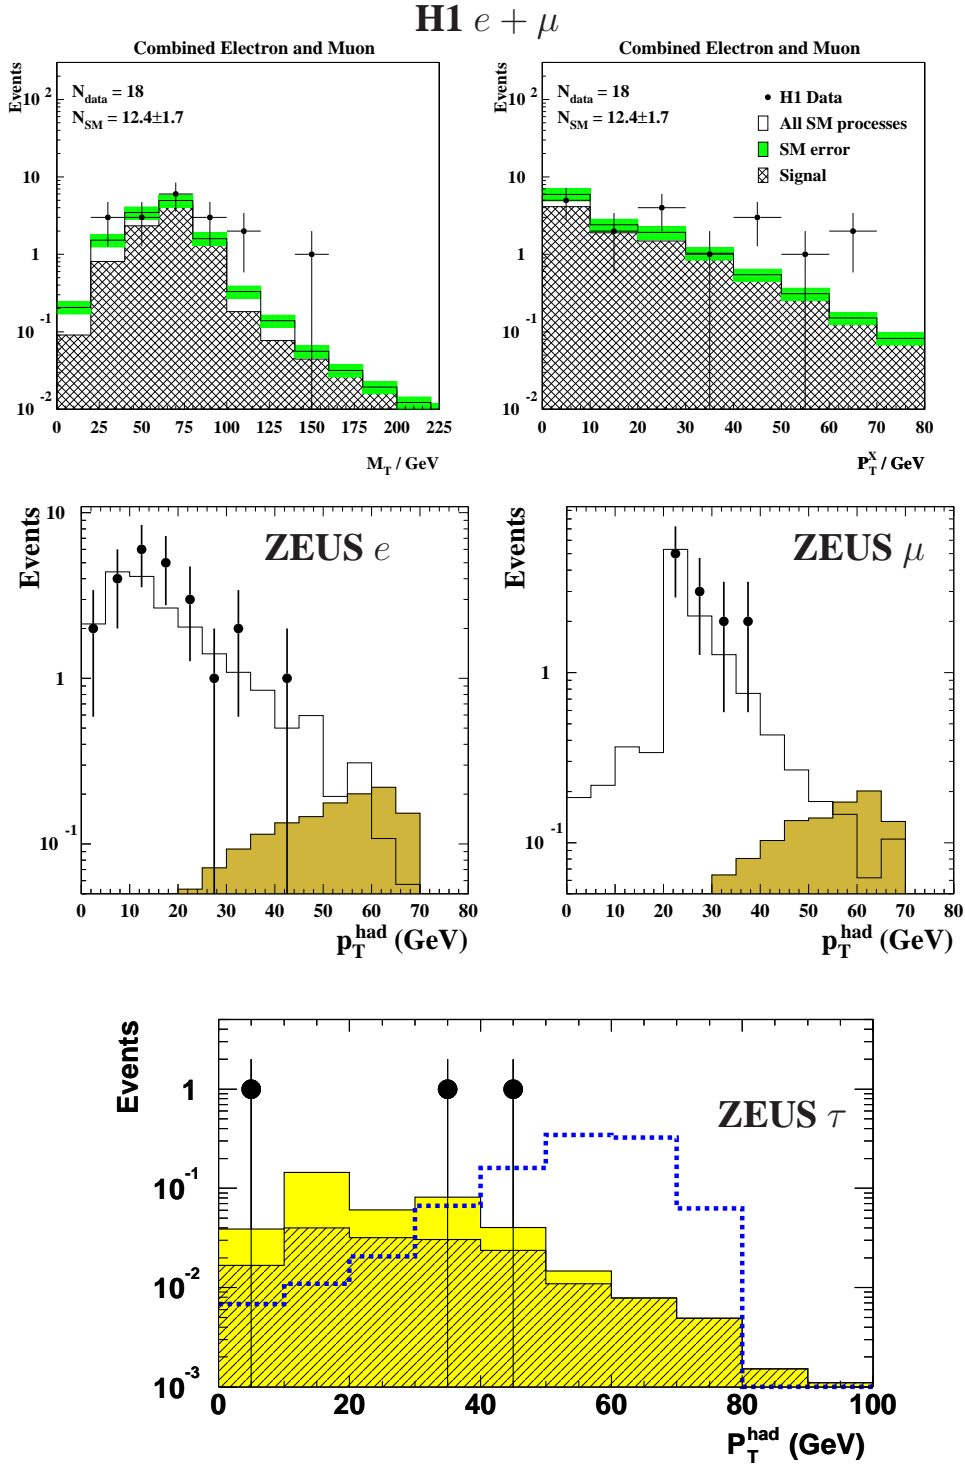 H1 e + μ
Combined Electron and Muon
Events
N_data = 18
N_SM = 12.4±1.7
10^2
10
1
10^-1
10^-2
0 25 50 75 100 125 150 175 200 225
M_T / GeV
Combined Electron and Muon
Events
N_data = 18
N_SM = 12.4±1.7
H1 Data
All SM processes
SM error
Signal
10^2
10
1
10^-1
10^-2
0 10 20 30 40 50 60 70 80
P_T^X / GeV
Events
ZEUS e
10
1
10^-1
0 10 20 30 40 50 60 70 80
p_T^had (GeV)
Events
ZEUS μ
1
10^-1
0 10 20 30 40 50 60 70 80
p_T^had (GeV)
Events
ZEUS τ
1
10^-1
10^-2
10^-3
0 20 40 60 80 100
P_T^had (GeV)